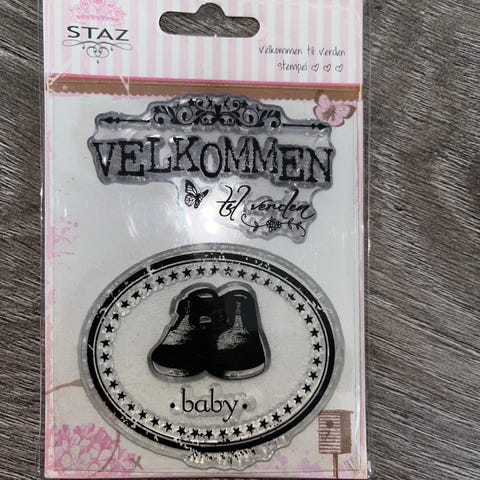 STAZ
Velkommen til verden
stempel
VELKOMMEN
til verden
• baby •